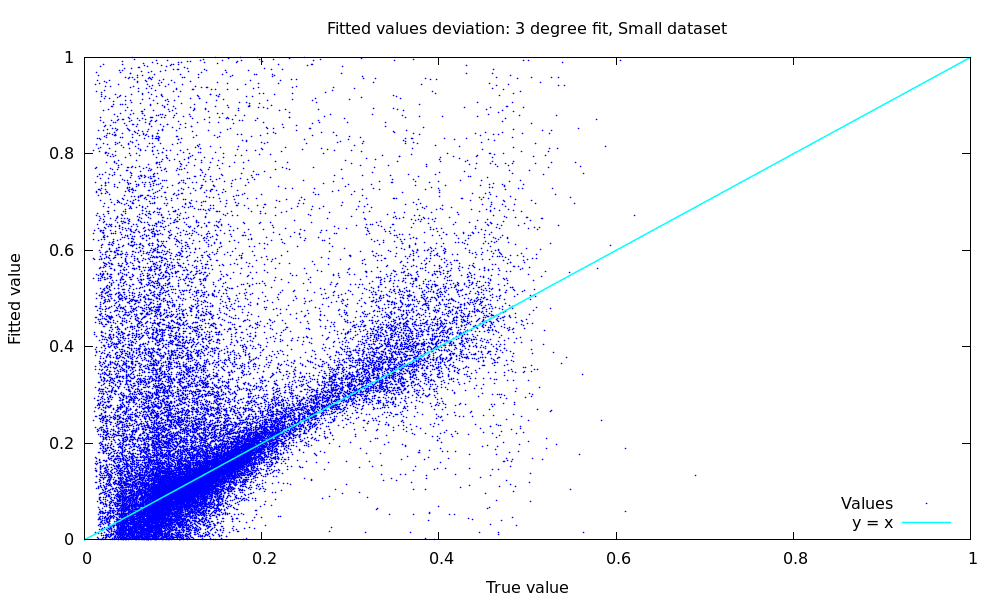 Fitted values deviation: 3 degree fit, Small dataset
Fitted value
1
0.8
0.6
0.4
0.2
0
0 0.2 0.4 0.6 0.8 1
True value
Values
y = x